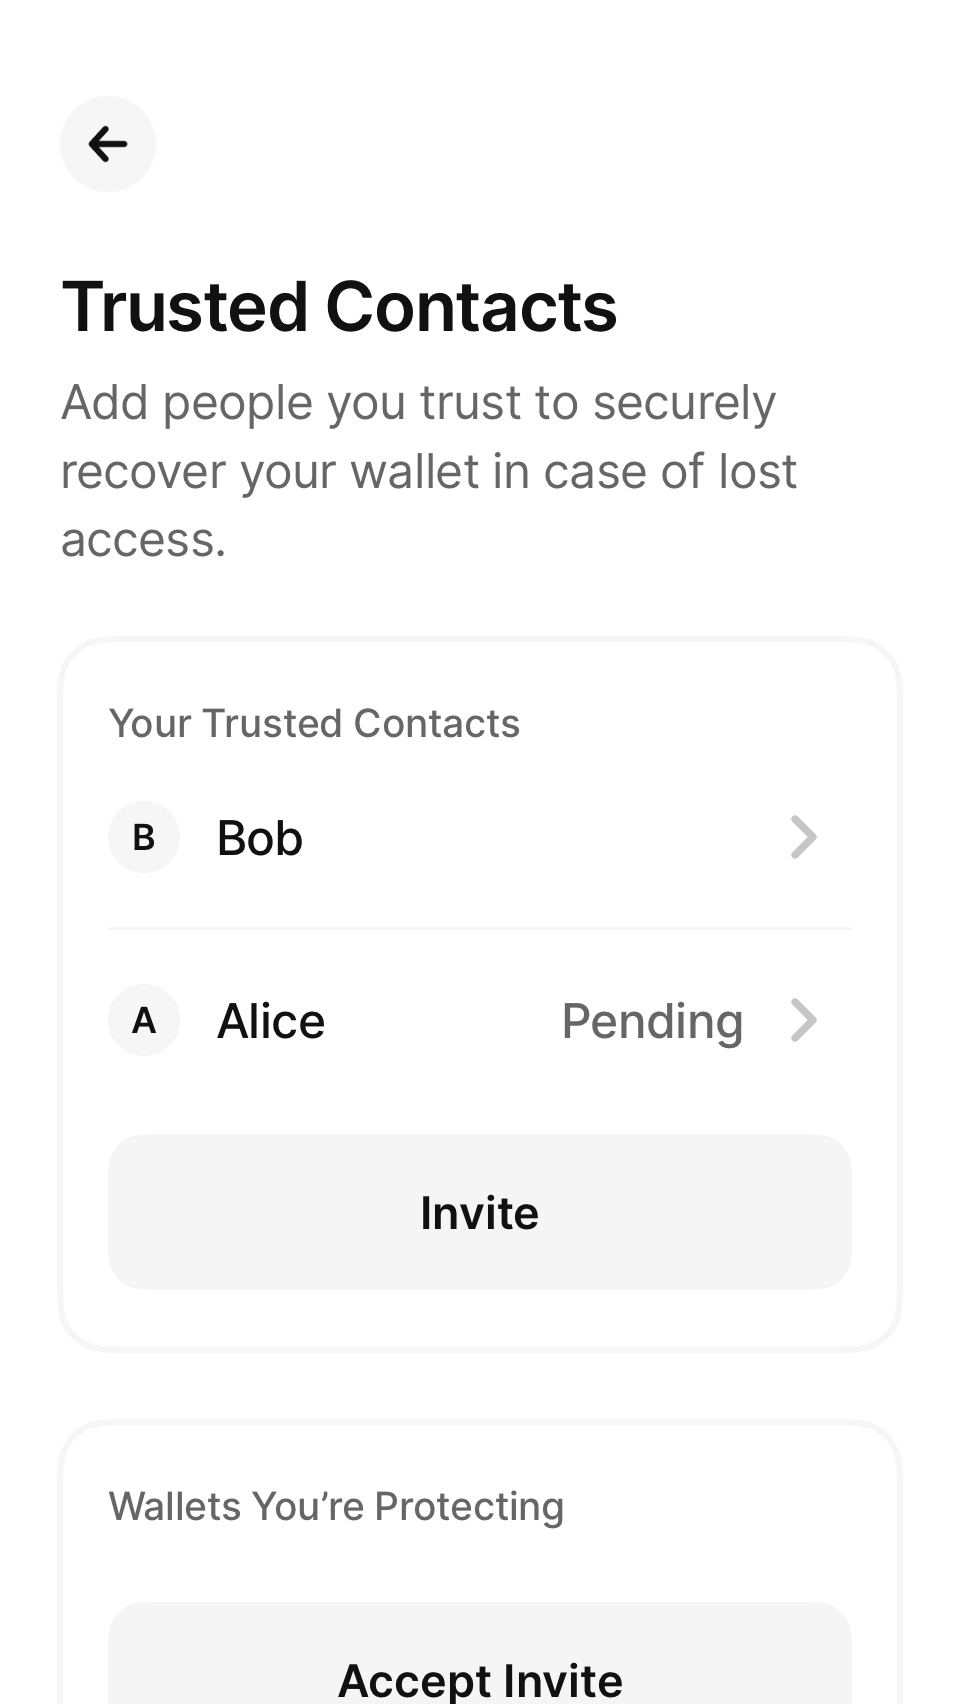 Trusted Contacts
Add people you trust to securely
recover your wallet in case of lost
access.
Your Trusted Contacts
B Bob
A Alice Pending
Invite
Wallets You’re Protecting
Accept Invite